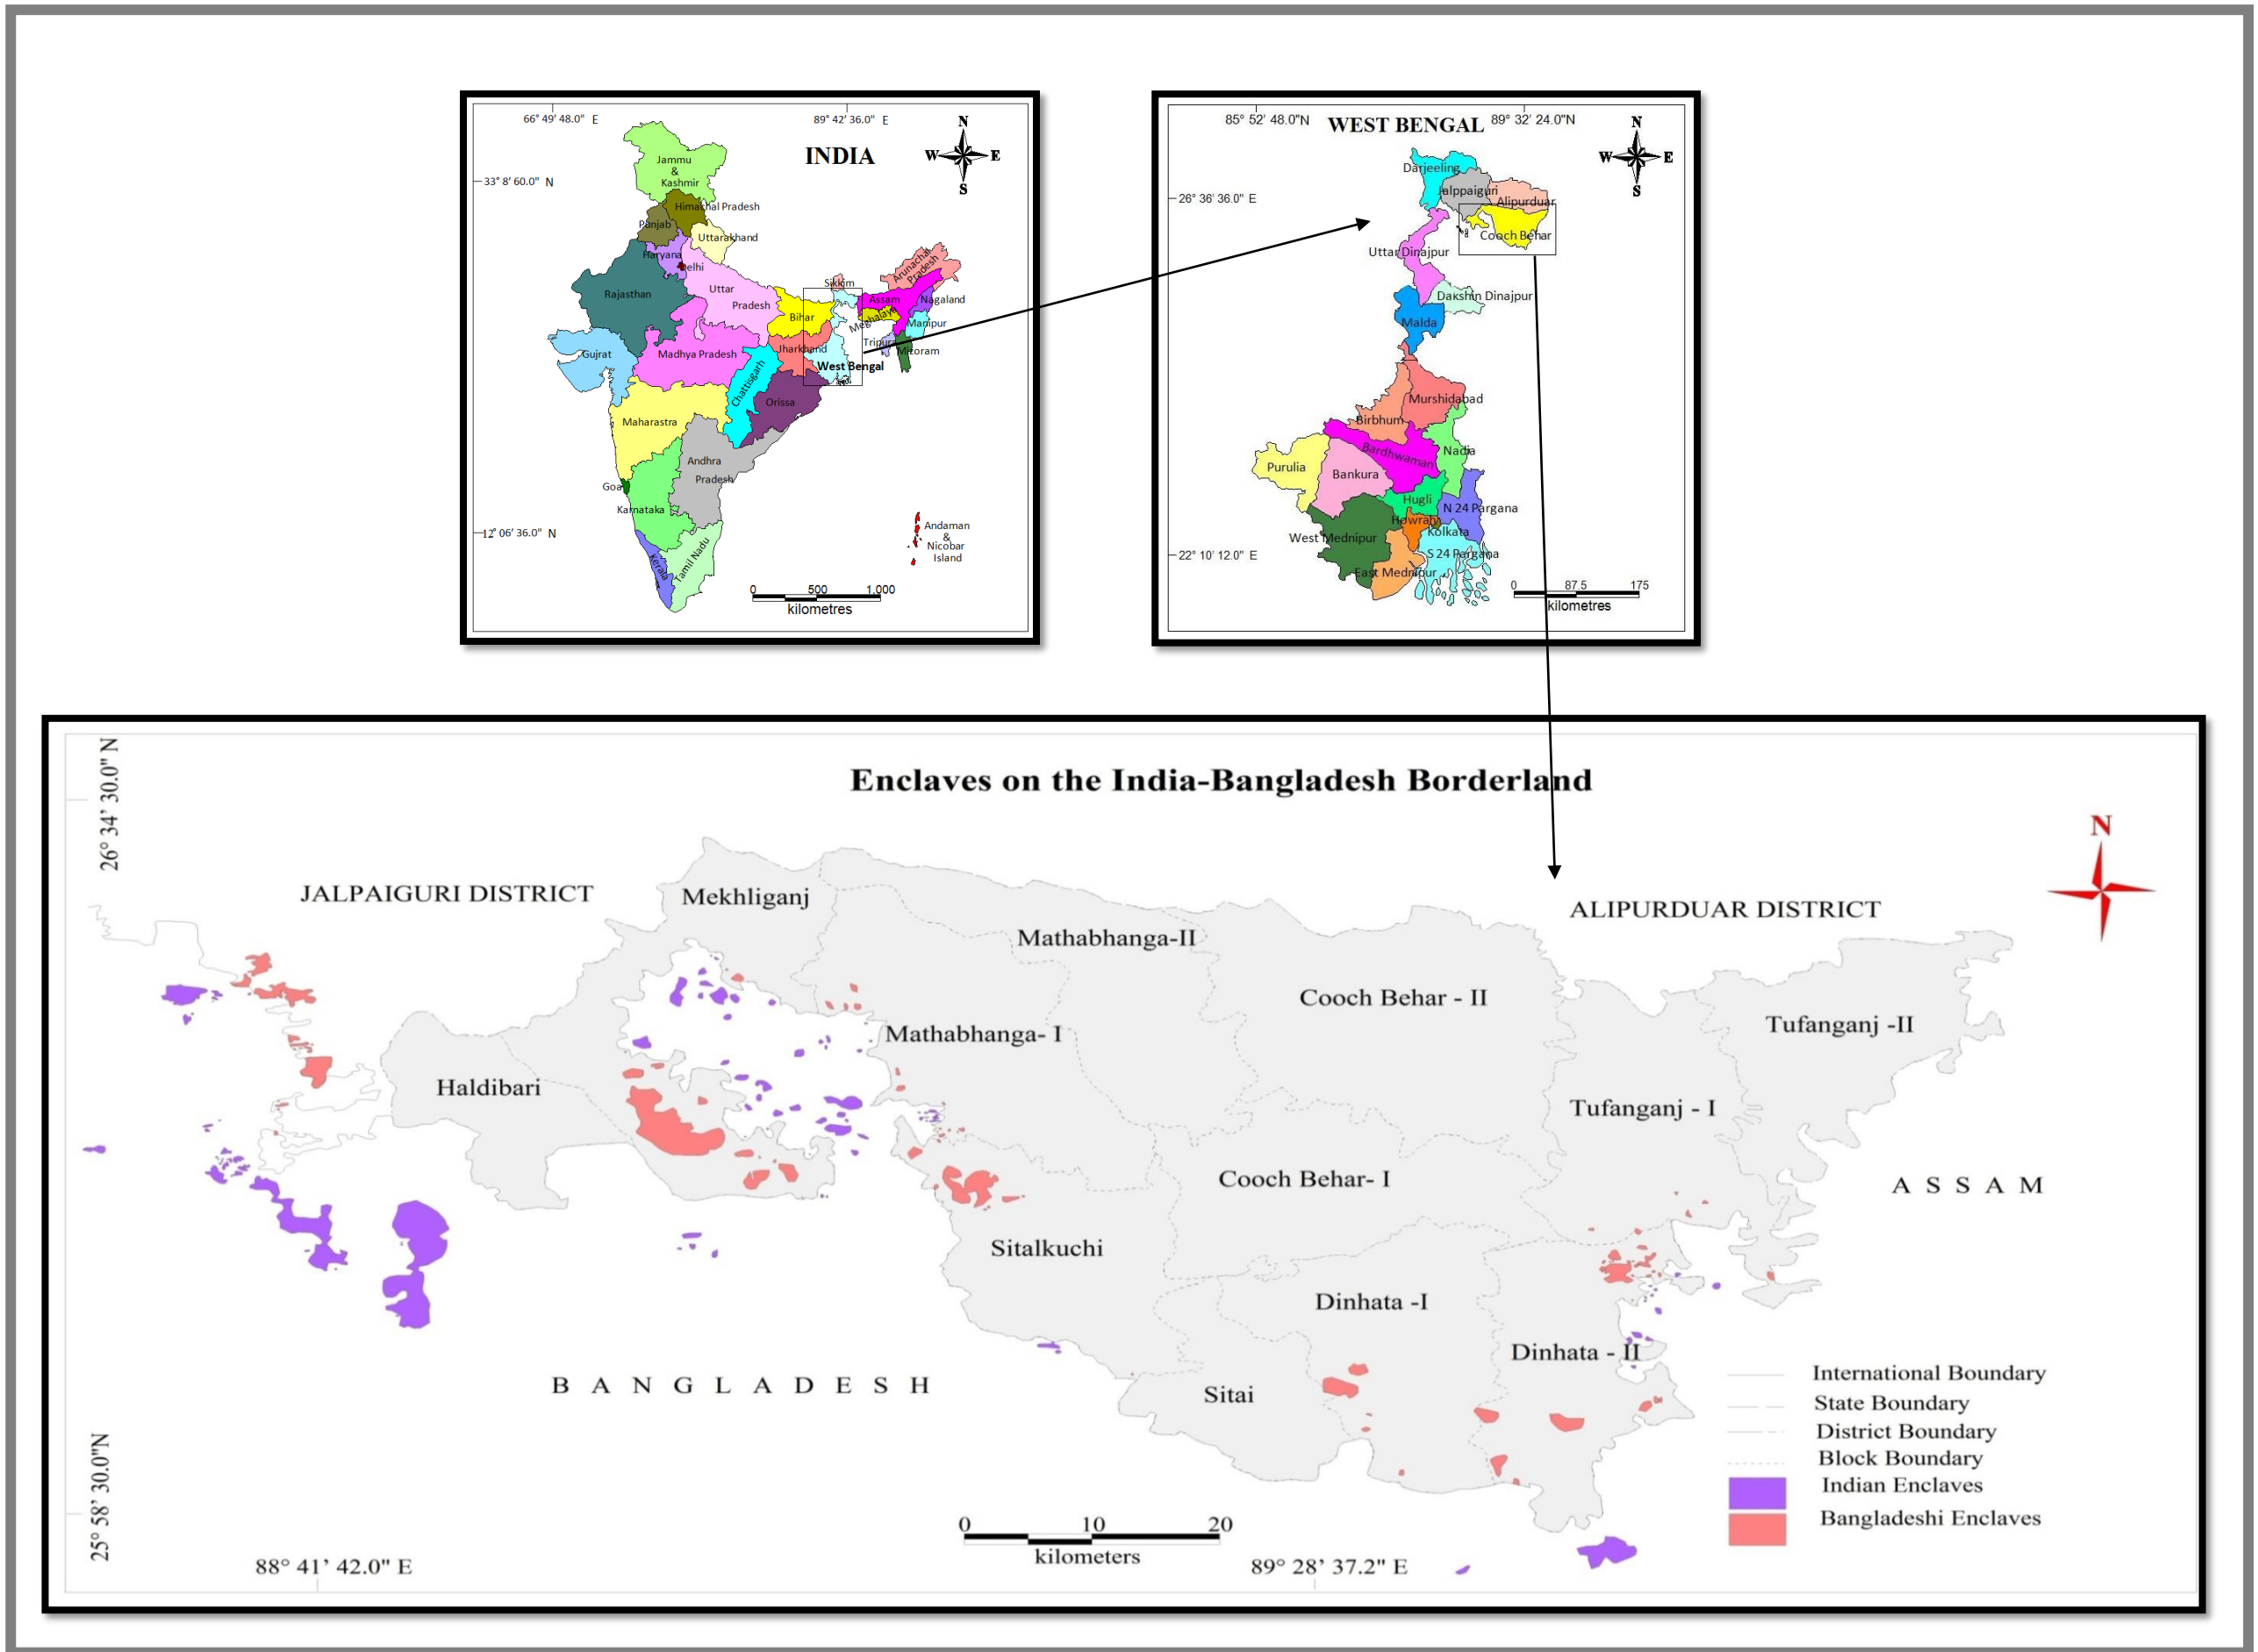 66° 49' 48.0" E
89° 42' 36.0" E
INDIA
N
W
E
S
33° 8' 60.0" N
12° 06' 36.0" N
Jammu
&
Kashmir
Himachal Pradesh
Punjab
Uttarakhand
Haryana
Delhi
Rajasthan
Uttar
Pradesh
Bihar
Sikkim
Arunachal
Pradesh
Assam
Nagaland
Meghalaya
Manipur
Tripura
Mizoram
Jharkhand
West Bengal
Gujrat
Madhya Pradesh
Chattisgarh
Orissa
Maharastra
Andhra
Pradesh
Goa
Karnataka
Kerala
Tamil Nadu
Andaman
&
Nicobar
Island
0 500 1,000
kilometres
85° 52' 48.0"N
WEST BENGAL
89° 32' 24.0"N
N
W
E
S
26° 36' 36.0" E
22° 10' 12.0" E
Darjeeling
Jalppaiguri
Alipurduar
Cooch Behar
Uttar Dinajpur
Dakshin Dinajpur
Malda
Murshidabad
Birbhum
Bardhwaman
Nadia
Purulia
Bankura
Hugli
N 24 Pargana
Howrah
Kolkata
West Mednipur
S 24 Pargana
East Mednipur
0 87.5 175
kilometres
Enclaves on the India-Bangladesh Borderland
26° 34' 30.0" N
25° 58' 30.0"N
88° 41' 42.0" E
89° 28' 37.2" E
N
JALPAIGURI DISTRICT
ALIPURDUAR DISTRICT
Mekhliganj
Mathabhanga-II
Cooch Behar - II
Tufanganj -II
Mathabhanga- I
Haldibari
Tufanganj - I
Cooch Behar- I
ASSAM
Sitalkuchi
Dinhata -I
Dinhata - II
BANGLADESH
Sitai
International Boundary
State Boundary
District Boundary
Block Boundary
Indian Enclaves
Bangladeshi Enclaves
0 10 20
kilometers